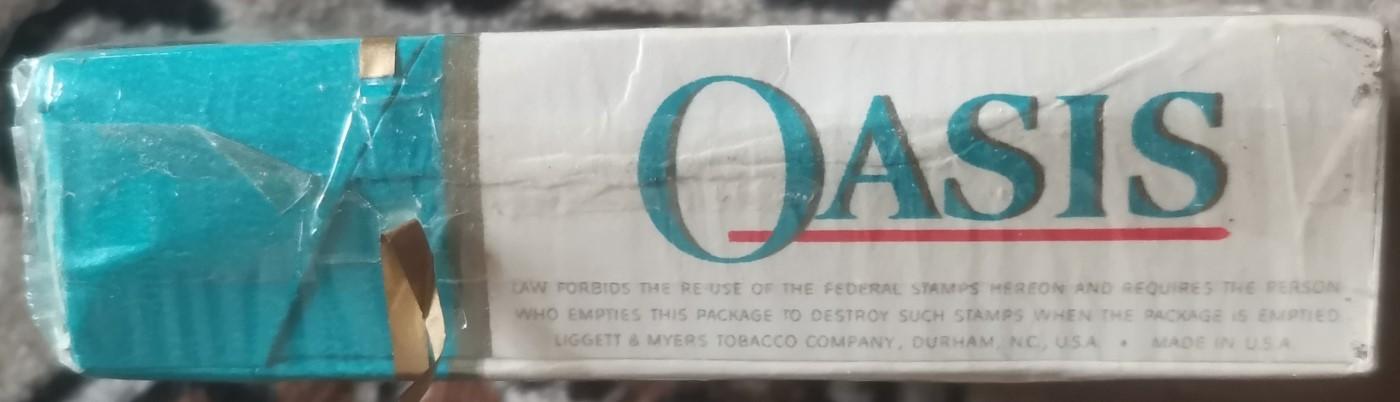 OASIS
LAW FORBIDS THE RE-USE OF THE FEDERAL STAMPS HEREON AND REQUIRES THE PERSON
WHO EMPTIES THIS PACKAGE TO DESTROY SUCH STAMPS WHEN THE PACKAGE IS EMPTIED.
LIGGETT & MYERS TOBACCO COMPANY, DURHAM, N.C., U.S.A. • MADE IN U.S.A.